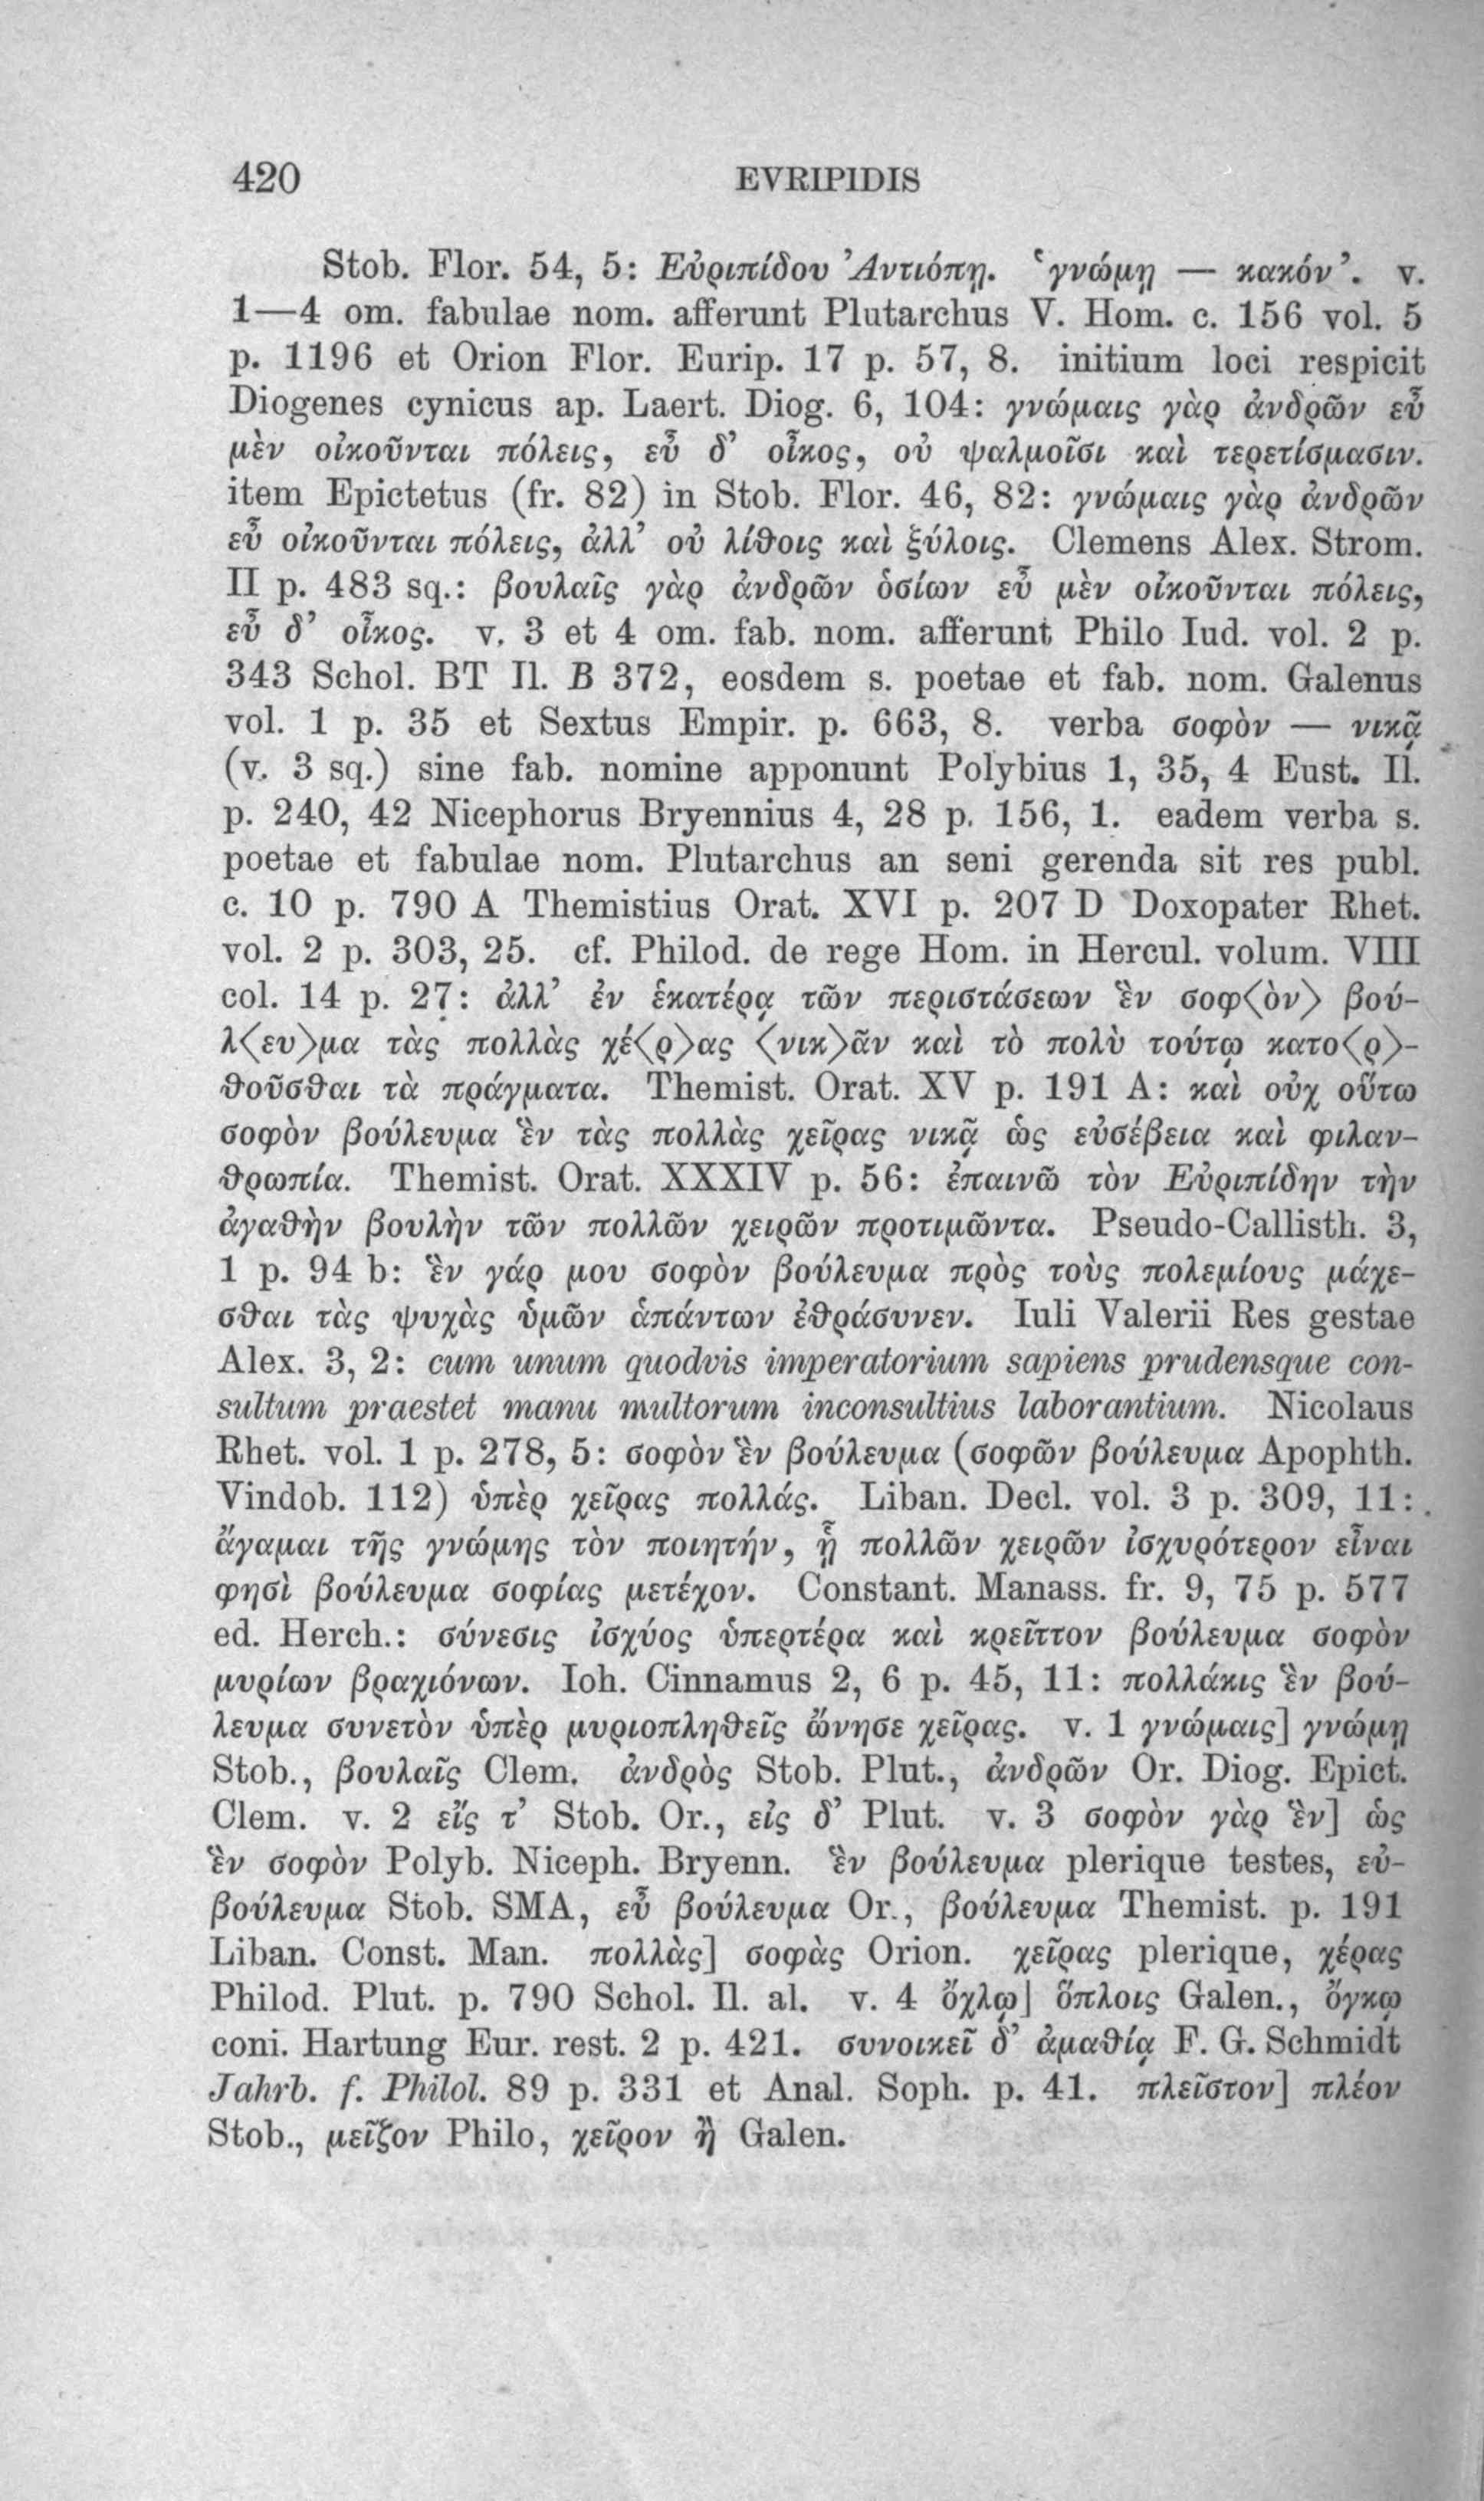 420 EVRIPIDIS
Stob. Flor. 54, 5: Εὐριπίδου Ἀντιόπῃ. ‘γνώμῃ — κακόν’. v.
1—4 om. fabulae nom. afferunt Plutarchus V. Hom. c. 156 vol. 5
p. 1196 et Orion Flor. Eurip. 17 p. 57, 8. initium loci respicit
Diogenes cynicus ap. Laert. Diog. 6, 104: γνώμαις γὰρ ἀνδρῶν εὖ
μὲν οἰκοῦνται πόλεις, εὖ δ’ οἶκος, οὐ ψαλμοῖσι καὶ τερετίσμασιν.
item Epictetus (fr. 82) in Stob. Flor. 46, 82: γνώμαις γὰρ ἀνδρῶν
εὖ οἰκοῦνται πόλεις, ἀλλ’ οὐ λίθοις καὶ ξύλοις. Clemens Alex. Strom.
II p. 483 sq.: βουλαῖς γὰρ ἀνδρῶν ὁσίων εὖ μὲν οἰκοῦνται πόλεις,
εὖ δ’ οἶκος. v. 3 et 4 om. fab. nom. afferunt Philo Iud. vol. 2 p.
343 Schol. BT Il. B 372, eosdem s. poetae et fab. nom. Galenus
vol. 1 p. 35 et Sextus Empir. p. 663, 8. verba σοφὸν — νικᾷ
(v. 3 sq.) sine fab. nomine apponunt Polybius 1, 35, 4 Eust. Il.
p. 240, 42 Nicephorus Bryennius 4, 28 p. 156, 1. eadem verba s.
poetae et fabulae nom. Plutarchus an seni gerenda sit res publ.
c. 10 p. 790 A Themistius Orat. XVI p. 207 D Doxopater Rhet.
vol. 2 p. 303, 25. cf. Philod. de rege Hom. in Hercul. volum. VIII
col. 14 p. 27: ἀλλ’ ἐν ἑκατέρᾳ τῶν περιστάσεων ἓν σοφ⟨ὸν⟩ βού-
λ⟨ευ⟩μα τὰς πολλὰς χέ⟨ρ⟩ας ⟨νικ⟩ᾶν καὶ τὸ πολὺ τούτῳ κατο⟨ρ⟩-
θοῦσθαι τὰ πράγματα. Themist. Orat. XV p. 191 A: καὶ οὐχ οὕτω
σοφὸν βούλευμα ἓν τὰς πολλὰς χεῖρας νικᾷ ὡς εὐσέβεια καὶ φιλαν-
θρωπία. Themist. Orat. XXXIV p. 56: ἐπαινῶ τὸν Εὐριπίδην τὴν
ἀγαθὴν βουλὴν τῶν πολλῶν χειρῶν προτιμῶντα. Pseudo-Callisth. 3,
1 p. 94 b: ἓν γάρ μου σοφὸν βούλευμα πρὸς τοὺς πολεμίους μάχε-
σθαι τὰς ψυχὰς ὑμῶν ἁπάντων ἐθράσυνεν. Iuli Valerii Res gestae
Alex. 3, 2: cum unum quodvis imperatorium sapiens prudensque con-
sultum praestet manu multorum inconsultius laborantium. Nicolaus
Rhet. vol. 1 p. 278, 5: σοφὸν ἓν βούλευμα (σοφῶν βούλευμα Apophth.
Vindob. 112) ὑπὲρ χεῖρας πολλάς. Liban. Decl. vol. 3 p. 309, 11:
ἄγαμαι τῆς γνώμης τὸν ποιητήν, ᾗ πολλῶν χειρῶν ἰσχυρότερον εἶναι
φησὶ βούλευμα σοφίας μετέχον. Constant. Manass. fr. 9, 75 p. 577
ed. Herch.: σύνεσις ἰσχύος ὑπερτέρα καὶ κρεῖττον βούλευμα σοφὸν
μυρίων βραχιόνων. Ioh. Cinnamus 2, 6 p. 45, 11: πολλάκις ἓν βού-
λευμα συνετὸν ὑπὲρ μυριοπληθεῖς ὤνησε χεῖρας. v. 1 γνώμαις] γνώμῃ
Stob., βουλαῖς Clem. ἀνδρὸς Stob. Plut., ἀνδρῶν Or. Diog. Epict.
Clem. v. 2 εἴς τ’ Stob. Or., εἰς δ’ Plut. v. 3 σοφὸν γὰρ ἓν] ὡς
ἓν σοφὸν Polyb. Niceph. Bryenn. ἓν βούλευμα plerique testes, εὐ-
βούλευμα Stob. SMA, εὖ βούλευμα Or., βούλευμα Themist. p. 191
Liban. Const. Man. πολλὰς] σοφὰς Orion. χεῖρας plerique, χέρας
Philod. Plut. p. 790 Schol. Il. al. v. 4 ὄχλῳ] ὅπλοις Galen., ὄγκῳ
coni. Hartung Eur. rest. 2 p. 421. συνοικεῖ δ’ ἀμαθίᾳ F. G. Schmidt
Jahrb. f. Philol. 89 p. 331 et Anal. Soph. p. 41. πλεῖστον] πλέον
Stob., μεῖζον Philo, χεῖρον ἢ Galen.